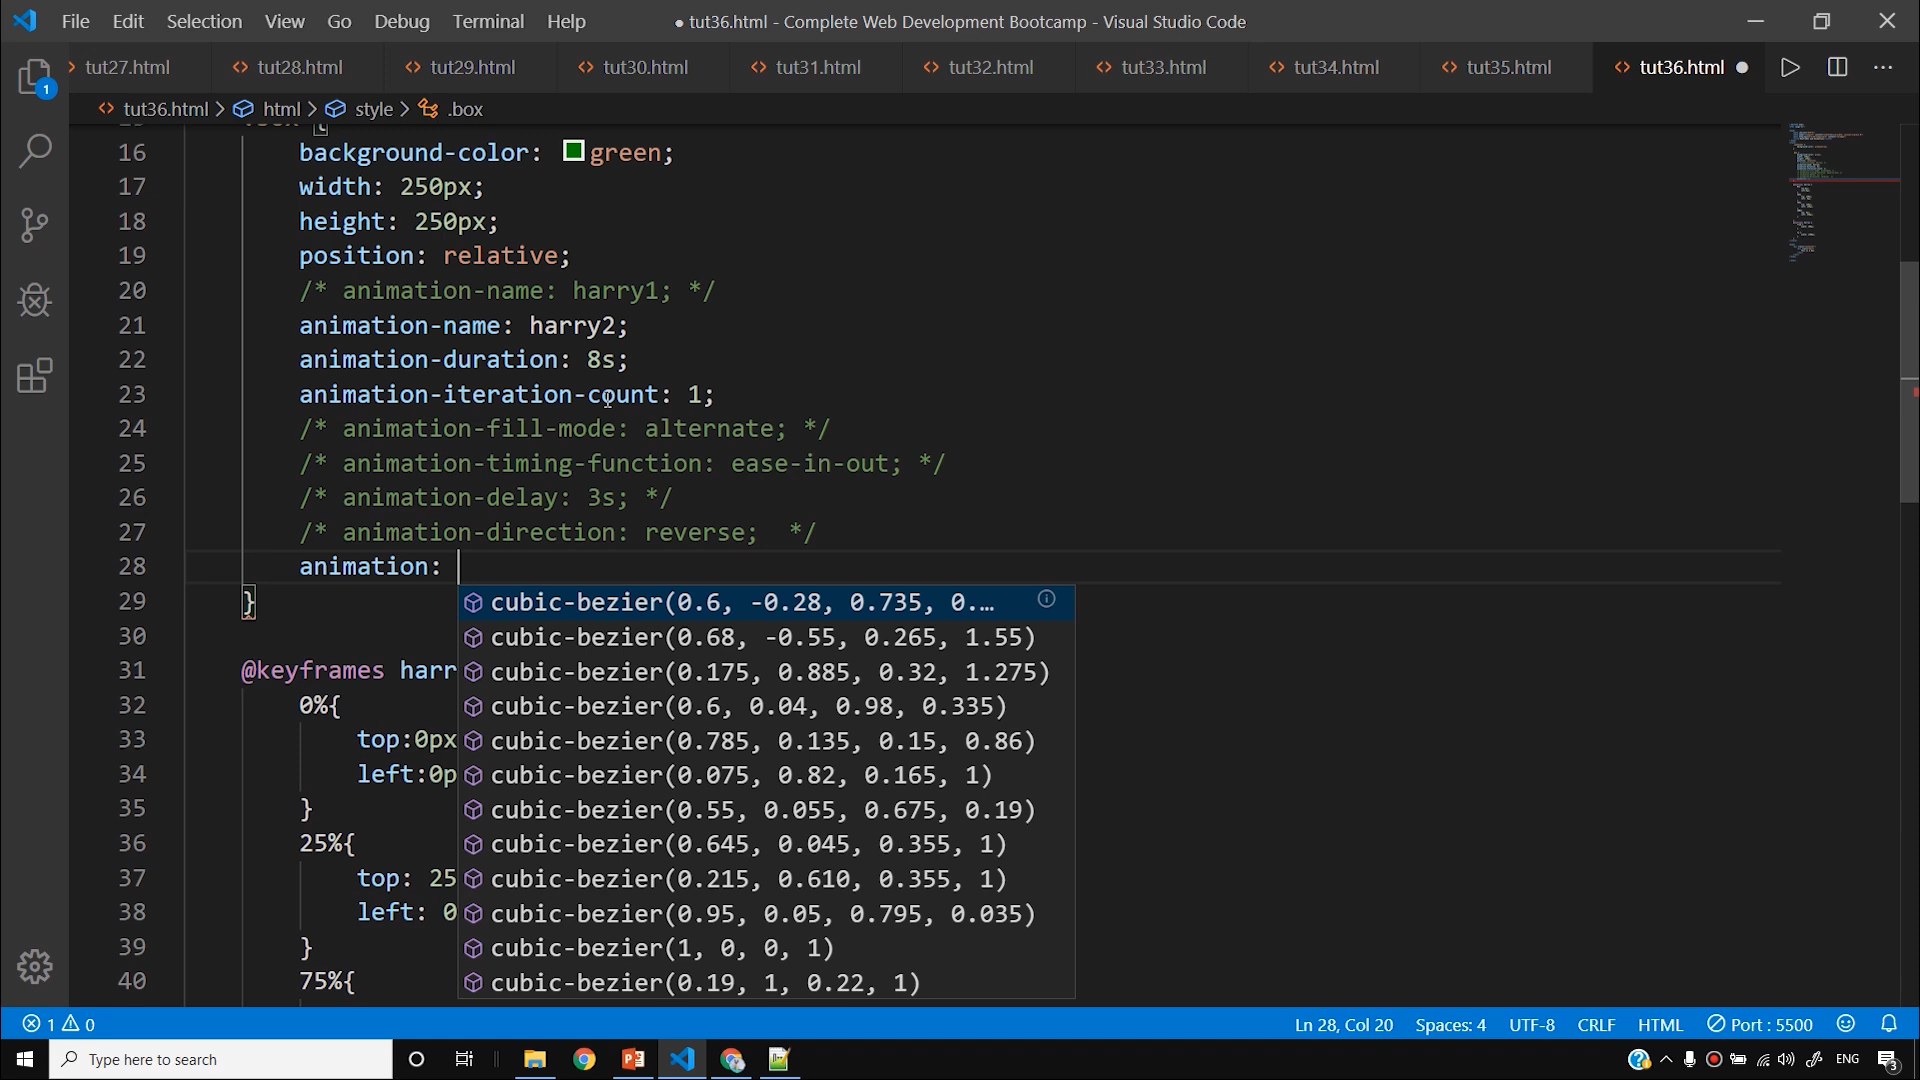 File Edit Selection View Go Debug Terminal Help ● tut36.html - Complete Web Development Bootcamp - Visual Studio Code
tut27.html tut28.html tut29.html tut30.html tut31.html tut32.html tut33.html tut34.html tut35.html tut36.html
tut36.html > html > style > .box
16 background-color: green;
17 width: 250px;
18 height: 250px;
19 position: relative;
20 /* animation-name: harry1; */
21 animation-name: harry2;
22 animation-duration: 8s;
23 animation-iteration-count: 1;
24 /* animation-fill-mode: alternate; */
25 /* animation-timing-function: ease-in-out; */
26 /* animation-delay: 3s; */
27 /* animation-direction: reverse;  */
28 animation:
29 }
cubic-bezier(0.6, -0.28, 0.735, 0.…
30
cubic-bezier(0.68, -0.55, 0.265, 1.55)
31 @keyframes harr
cubic-bezier(0.175, 0.885, 0.32, 1.275)
32 0%{
cubic-bezier(0.6, 0.04, 0.98, 0.335)
33 top:0px
cubic-bezier(0.785, 0.135, 0.15, 0.86)
34 left:0p
cubic-bezier(0.075, 0.82, 0.165, 1)
35 }
cubic-bezier(0.55, 0.055, 0.675, 0.19)
36 25%{
cubic-bezier(0.645, 0.045, 0.355, 1)
37 top: 25
cubic-bezier(0.215, 0.610, 0.355, 1)
38 left: 0
cubic-bezier(0.95, 0.05, 0.795, 0.035)
39 }
cubic-bezier(1, 0, 0, 1)
40 75%{
cubic-bezier(0.19, 1, 0.22, 1)
1 0 Ln 28, Col 20 Spaces: 4 UTF-8 CRLF HTML Port : 5500
Type here to search ENG 3